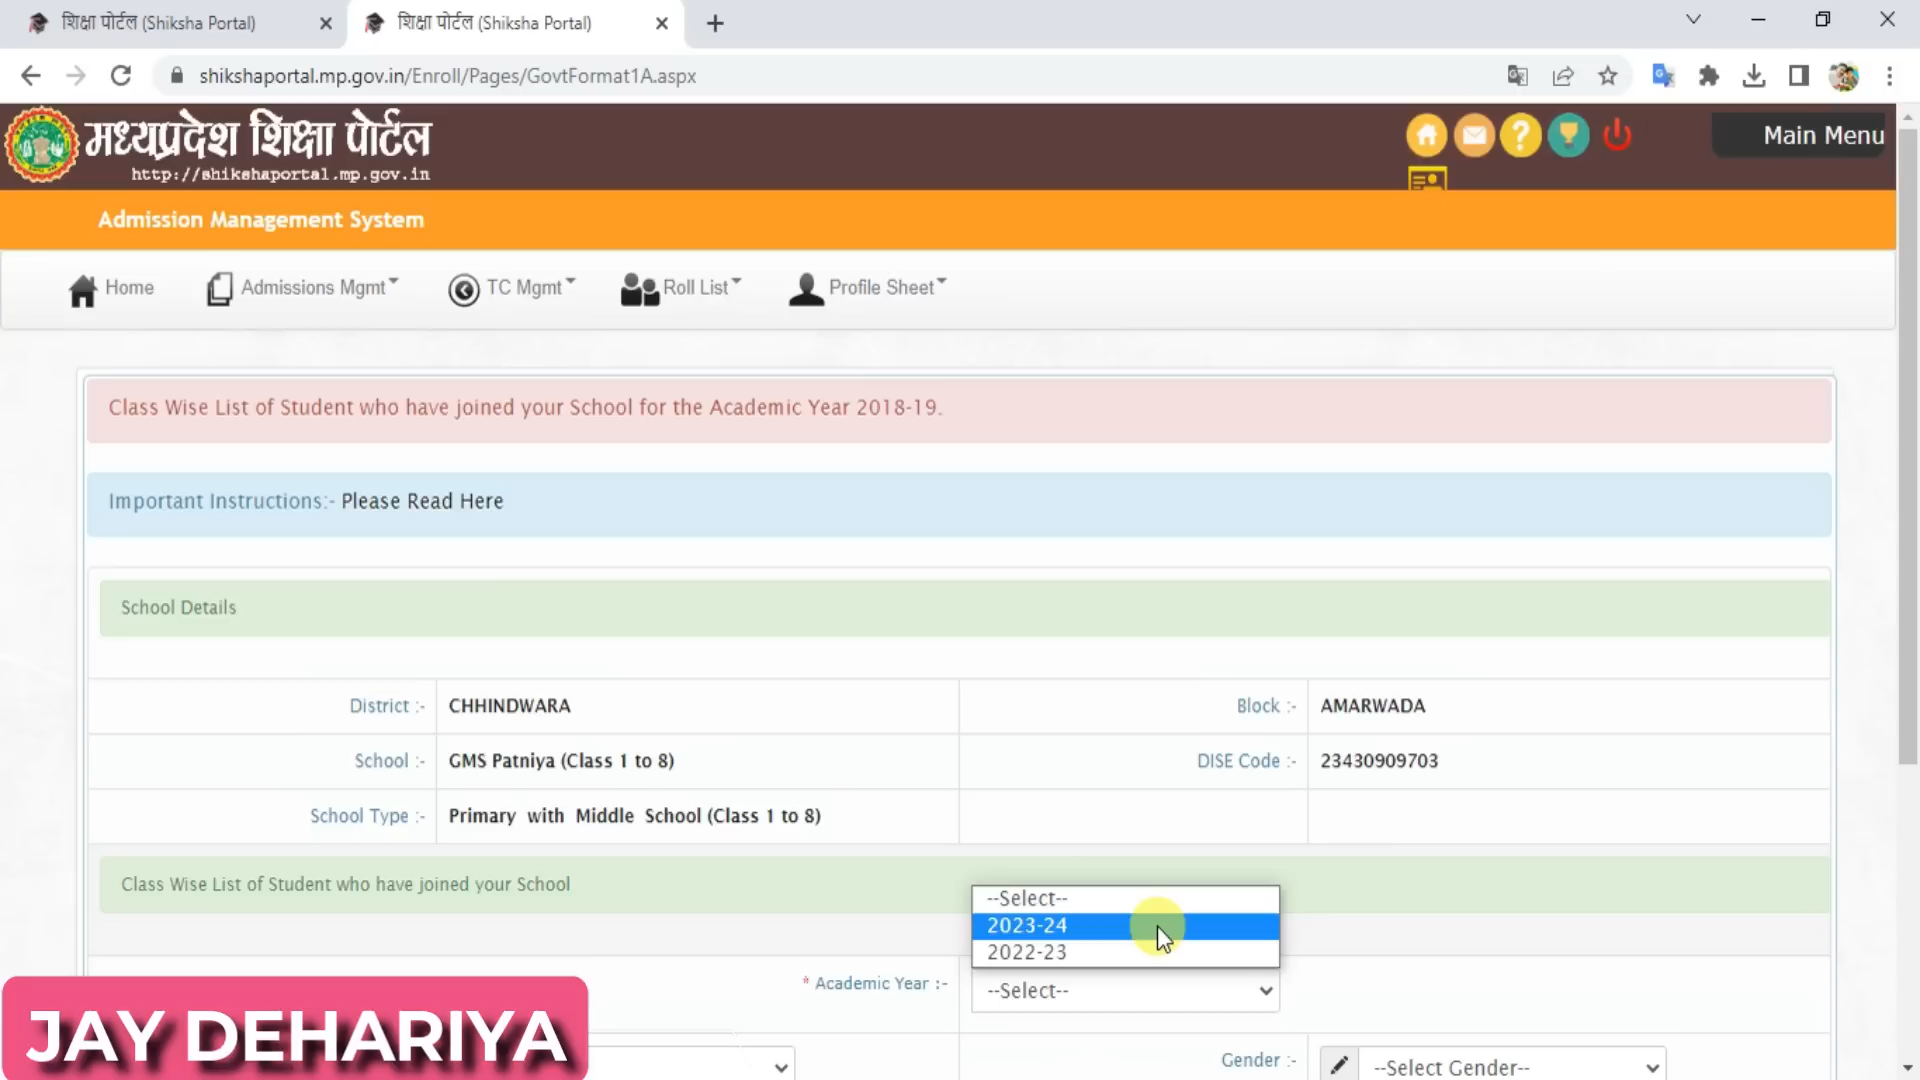 शिक्षा पोर्टल (Shiksha Portal)
शिक्षा पोर्टल (Shiksha Portal)
shikshaportal.mp.gov.in/Enroll/Pages/GovtFormat1A.aspx
मध्यप्रदेश शिक्षा पोर्टल
http://shikshaportal.mp.gov.in
Main Menu
Admission Management System
Home Admissions Mgmt TC Mgmt Roll List Profile Sheet
Class Wise List of Student who have joined your School for the Academic Year 2018-19.
Important Instructions:- Please Read Here
School Details
District :- CHHINDWARA Block :- AMARWADA
School :- GMS Patniya (Class 1 to 8) DISE Code :- 23430909703
School Type :- Primary with Middle School (Class 1 to 8)
Class Wise List of Student who have joined your School
--Select--
2023-24
2022-23
* Academic Year :- --Select--
Gender :- --Select Gender--
JAY DEHARIYA